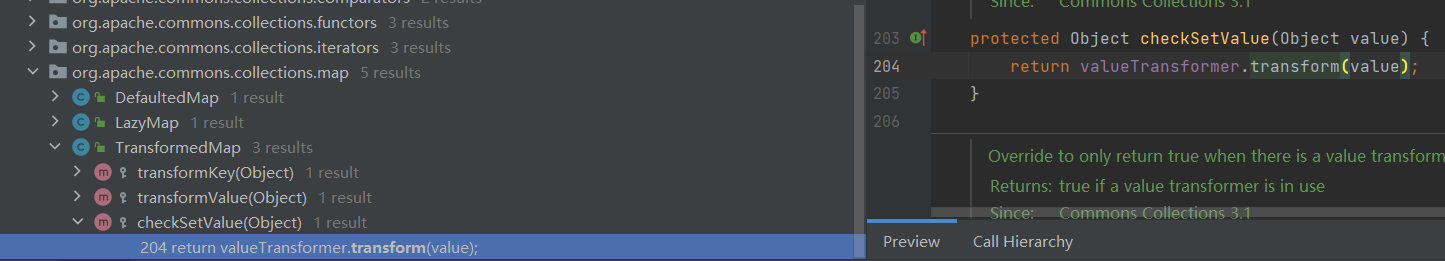 org.apache.commons.collections.comparators 2 results
org.apache.commons.collections.functors 3 results
org.apache.commons.collections.iterators 3 results
org.apache.commons.collections.map 5 results
DefaultedMap 1 result
LazyMap 1 result
TransformedMap 3 results
transformKey(Object) 1 result
transformValue(Object) 1 result
checkSetValue(Object) 1 result
204 return valueTransformer.transform(value);
Since: Commons Collections 3.1
203 protected Object checkSetValue(Object value) {
204 return valueTransformer.transform(value);
205 }
206
Override to only return true when there is a value transform
Returns: true if a value transformer is in use
Since: Commons Collections 3.1
Preview Call Hierarchy